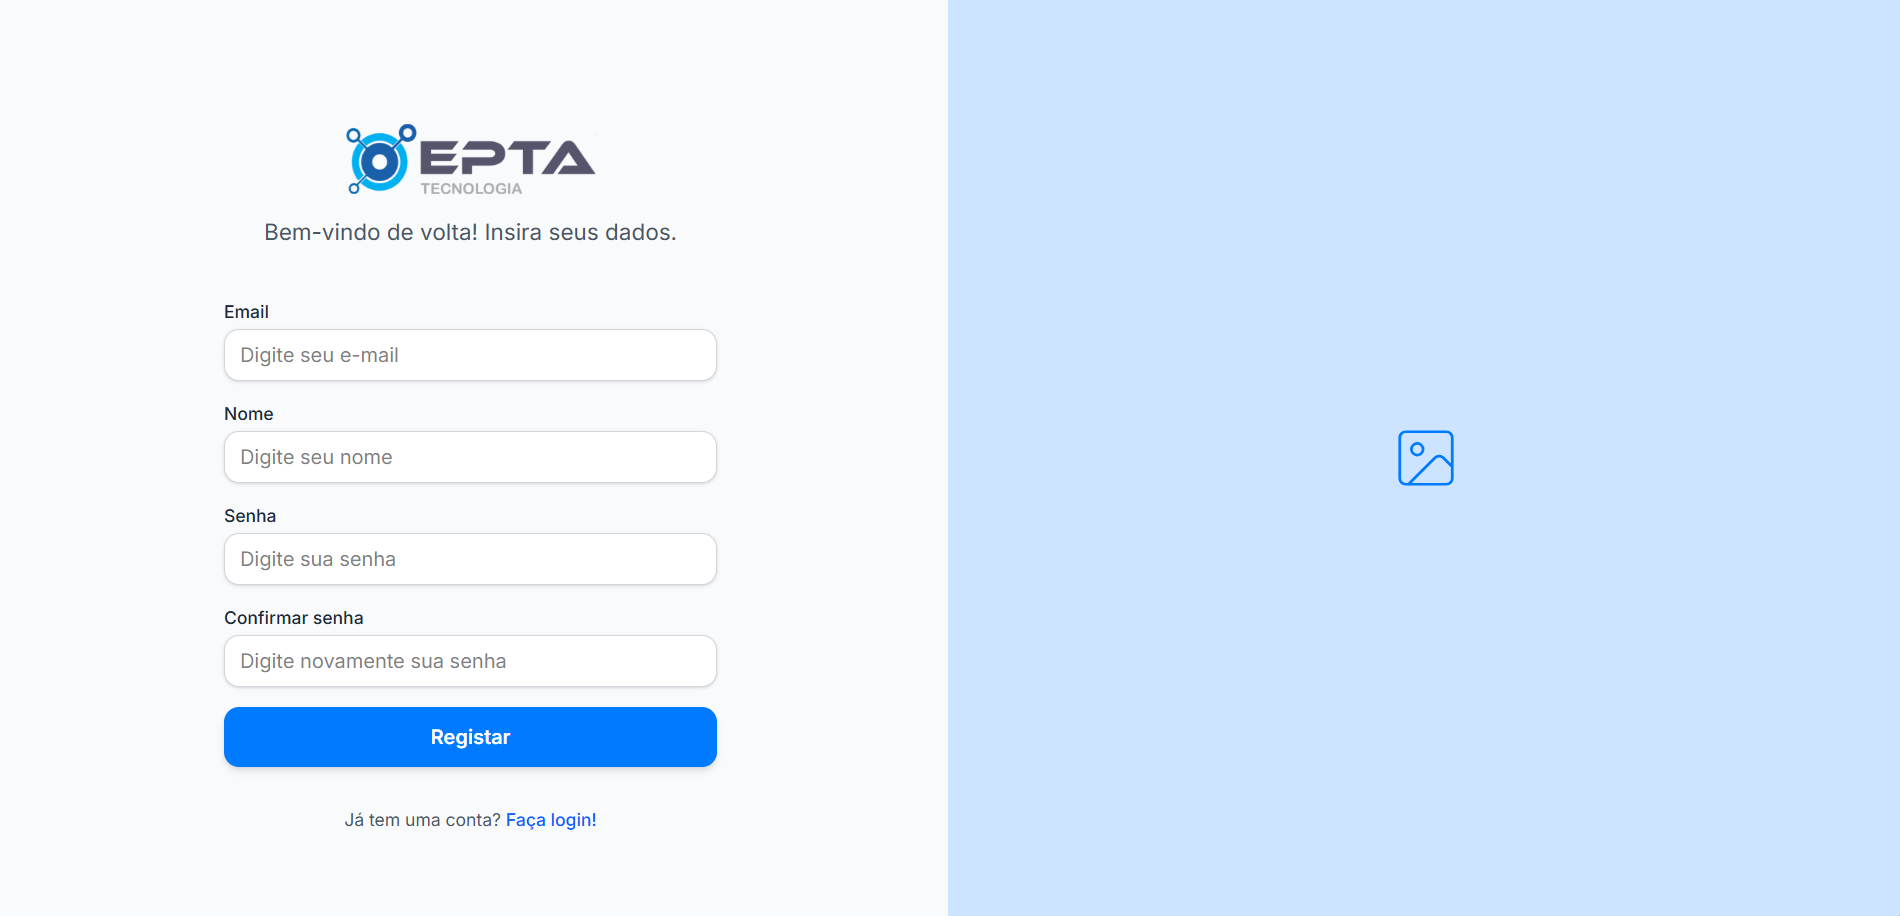 EPTA
TECNOLOGIA
Bem-vindo de volta! Insira seus dados.
Email
Digite seu e-mail
Nome
Digite seu nome
Senha
Digite sua senha
Confirmar senha
Digite novamente sua senha
Registar
Já tem uma conta? Faça login!